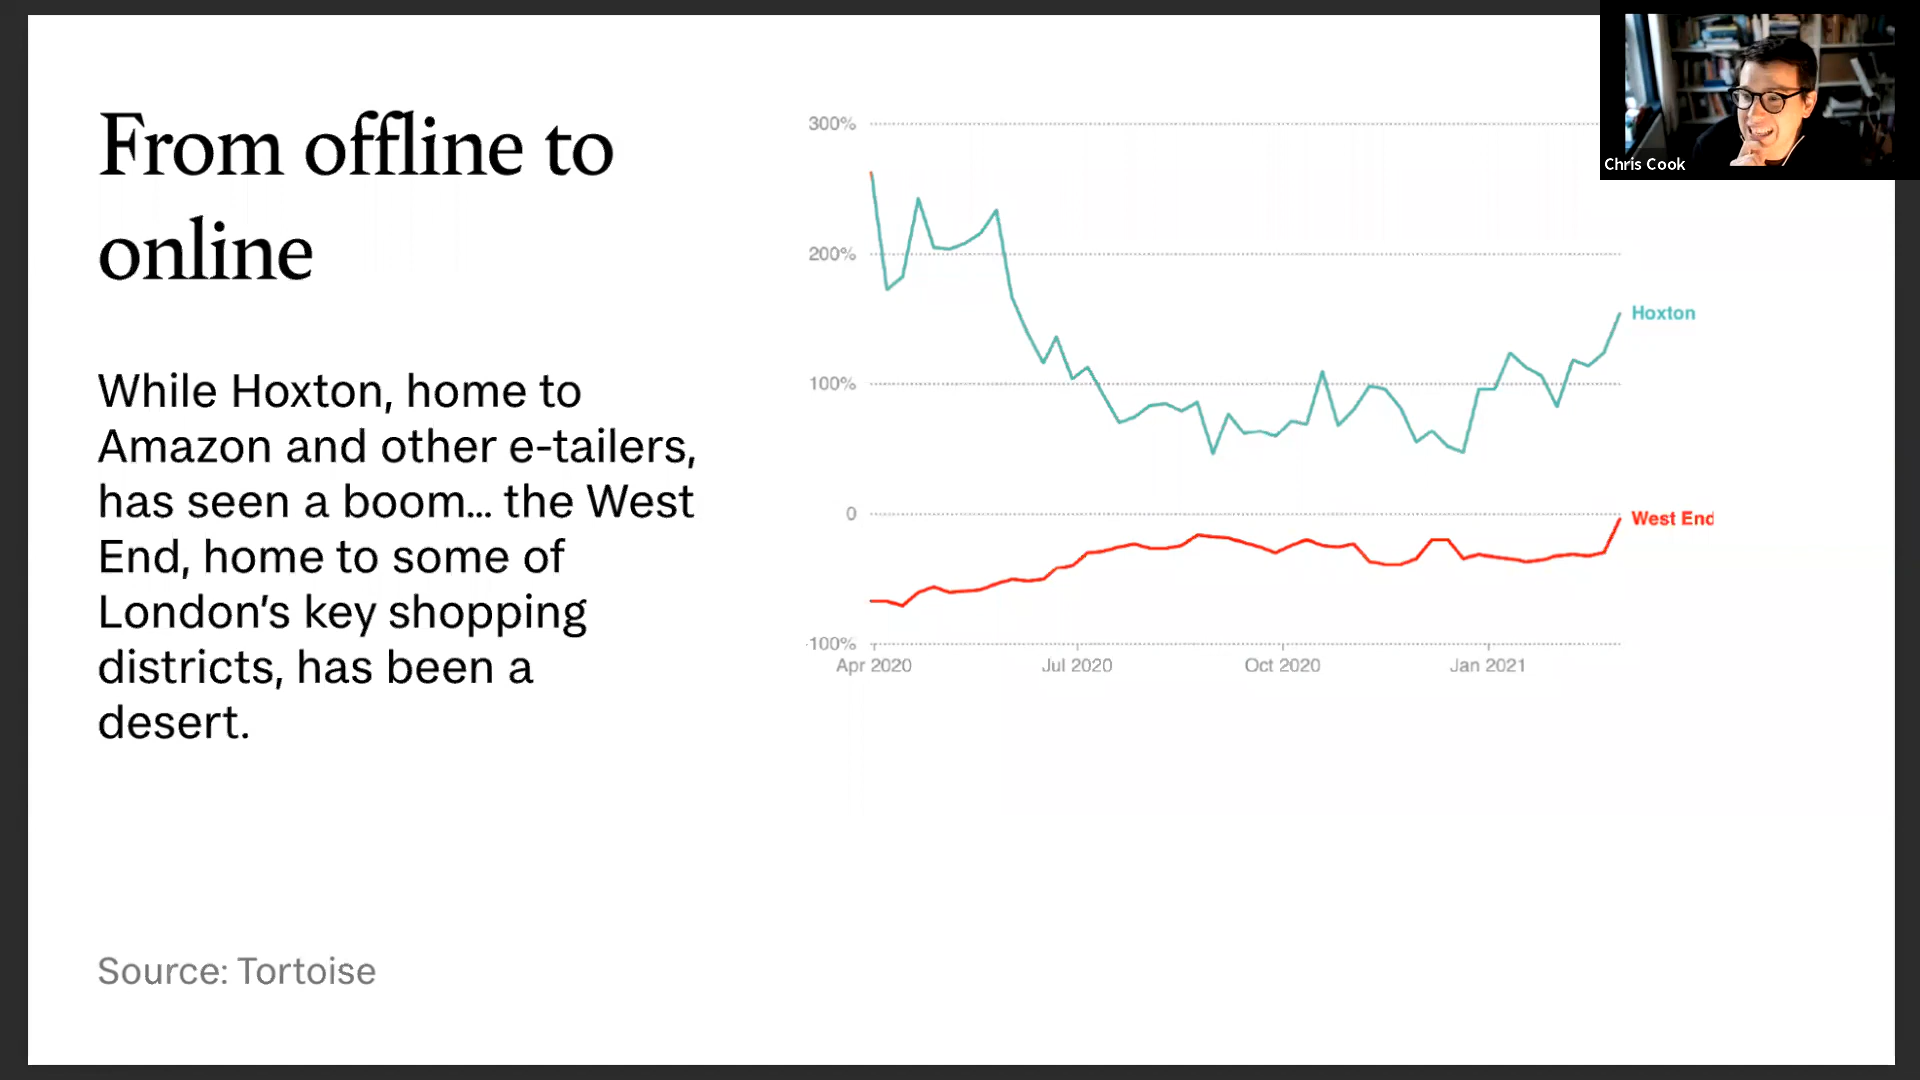 From offline to
online
While Hoxton, home to
Amazon and other e-tailers,
has seen a boom... the West
End, home to some of
London's key shopping
districts, has been a
desert.
Source: Tortoise
300%
200%
100%
0
-100%
Apr 2020
Jul 2020
Oct 2020
Jan 2021
Hoxton
West End
Chris Cook